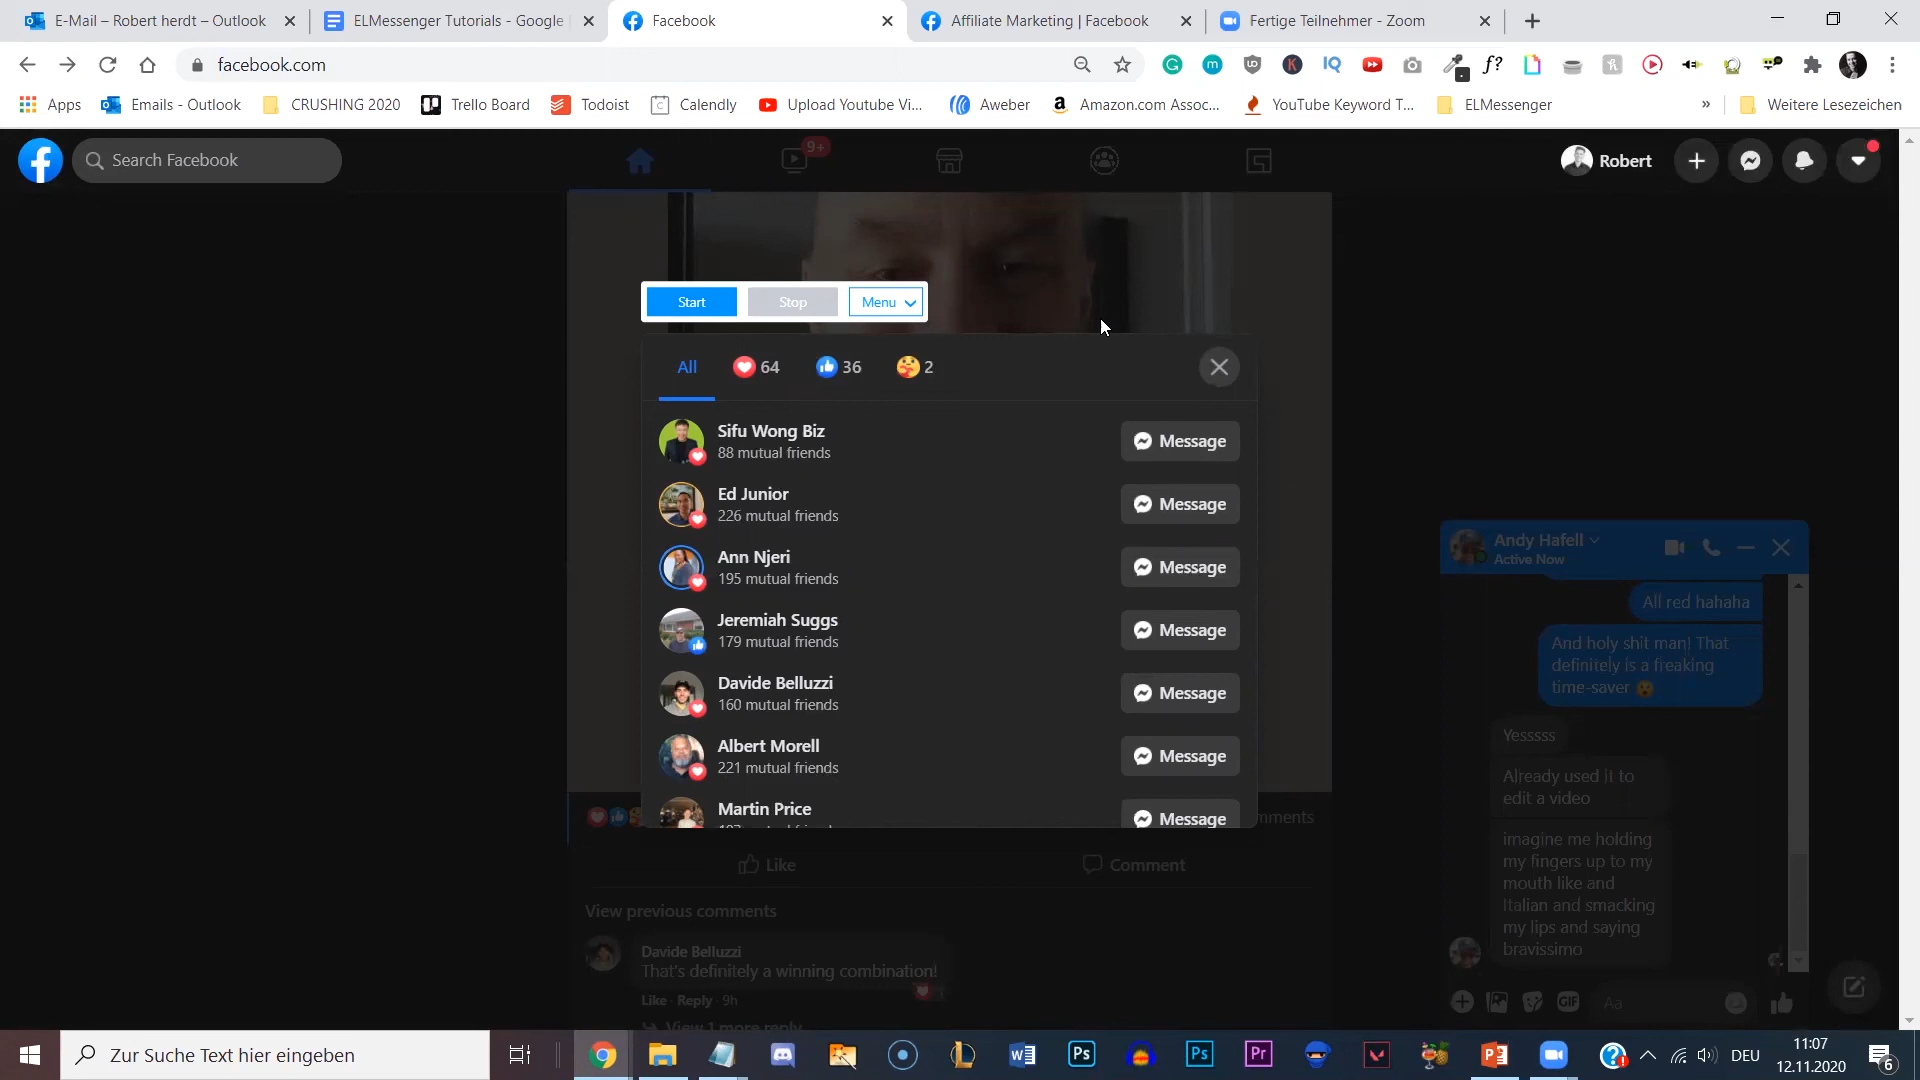 E-Mail – Robert herdt – Outlook
ELMessenger Tutorials - Google
Facebook
Affiliate Marketing | Facebook
Fertige Teilnehmer - Zoom
facebook.com
Apps
Emails - Outlook
CRUSHING 2020
Trello Board
Todoist
Calendly
Upload Youtube Vi...
Aweber
Amazon.com Assoc...
YouTube Keyword T...
ELMessenger
»
Weitere Lesezeichen
Search Facebook
9+
Robert
Start
Stop
Menu
All
64
36
2
Sifu Wong Biz
88 mutual friends
Message
Ed Junior
226 mutual friends
Message
Ann Njeri
195 mutual friends
Message
Jeremiah Suggs
179 mutual friends
Message
Davide Belluzzi
160 mutual friends
Message
Albert Morell
221 mutual friends
Message
Martin Price
Message
Like
Comment
View previous comments
Davide Belluzzi
That's definitely a winning combination!
Like · Reply · 9h
View 1 more reply
Andy Hafell
Active Now
All red hahaha
And holy shit man! That
definitely is a freaking
time-saver
Yesssss
Already used it to
edit a video
imagine me holding
my fingers up to my
mouth like and
Italian and smacking
my lips and saying
bravissimo
GIF
Aa
Zur Suche Text hier eingeben
DEU
11:07
12.11.2020
6